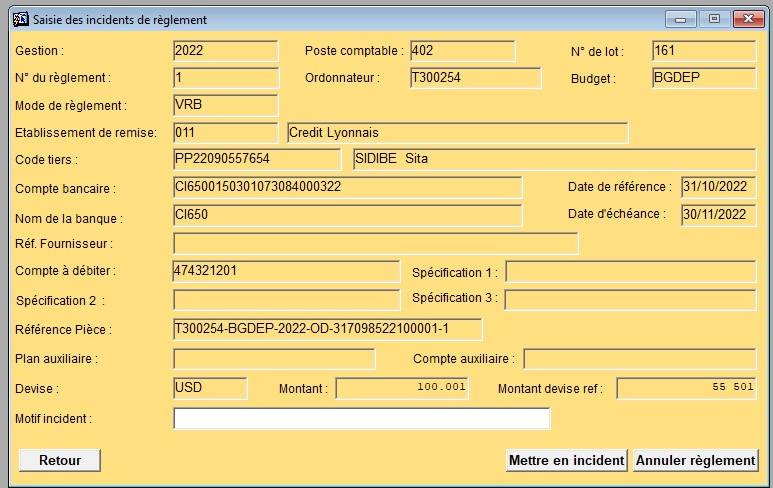 Saisie des incidents de règlement
Gestion : 2022 Poste comptable : 402 N° de lot : 161
N° du règlement : 1 Ordonnateur : T300254 Budget : BGDEP
Mode de règlement : VRB
Etablissement de remise: 011 Credit Lyonnais
Code tiers : PP22090557654 SIDIBE Sita
Compte bancaire : CI6500150301073084000322 Date de référence : 31/10/2022
Nom de la banque : CI650 Date d'échéance : 30/11/2022
Réf. Fournisseur :
Compte à débiter : 474321201 Spécification 1 :
Spécification 2 : Spécification 3 :
Référence Pièce : T300254-BGDEP-2022-OD-317098522100001-1
Plan auxiliaire : Compte auxiliaire :
Devise : USD Montant : 100.001 Montant devise ref : 55 501
Motif incident :
Retour Mettre en incident Annuler règlement